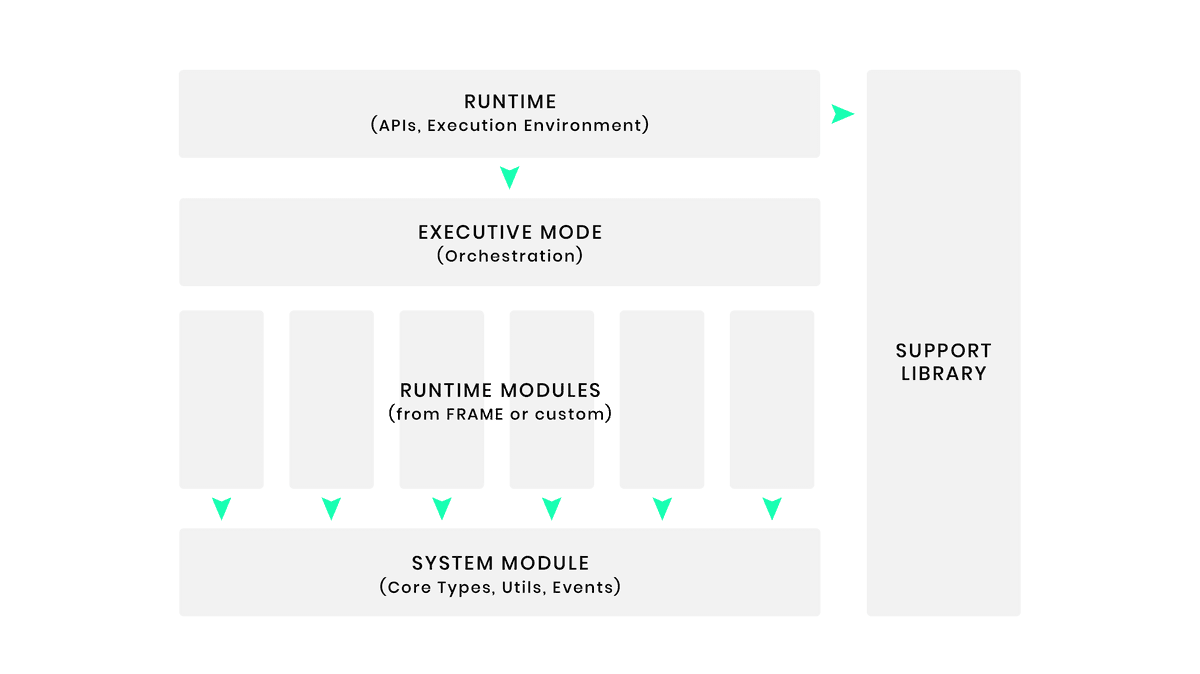 RUNTIME
(APIs, Execution Environment)
EXECUTIVE MODE
(Orchestration)
RUNTIME MODULES
(from FRAME or custom)
SYSTEM MODULE
(Core Types, Utils, Events)
SUPPORT
LIBRARY